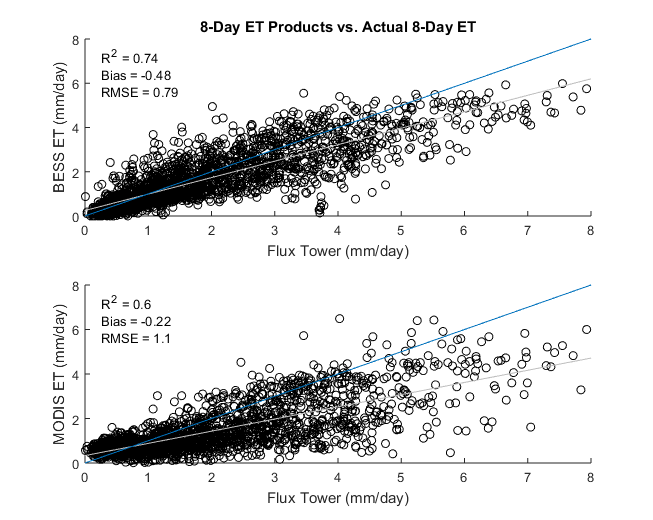 8-Day ET Products vs. Actual 8-Day ET
R² = 0.74
Bias = -0.48
RMSE = 0.79
BESS ET (mm/day)
8
6
4
2
0
0 1 2 3 4 5 6 7 8
Flux Tower (mm/day)
R² = 0.6
Bias = -0.22
RMSE = 1.1
MODIS ET (mm/day)
8
6
4
2
0
0 1 2 3 4 5 6 7 8
Flux Tower (mm/day)